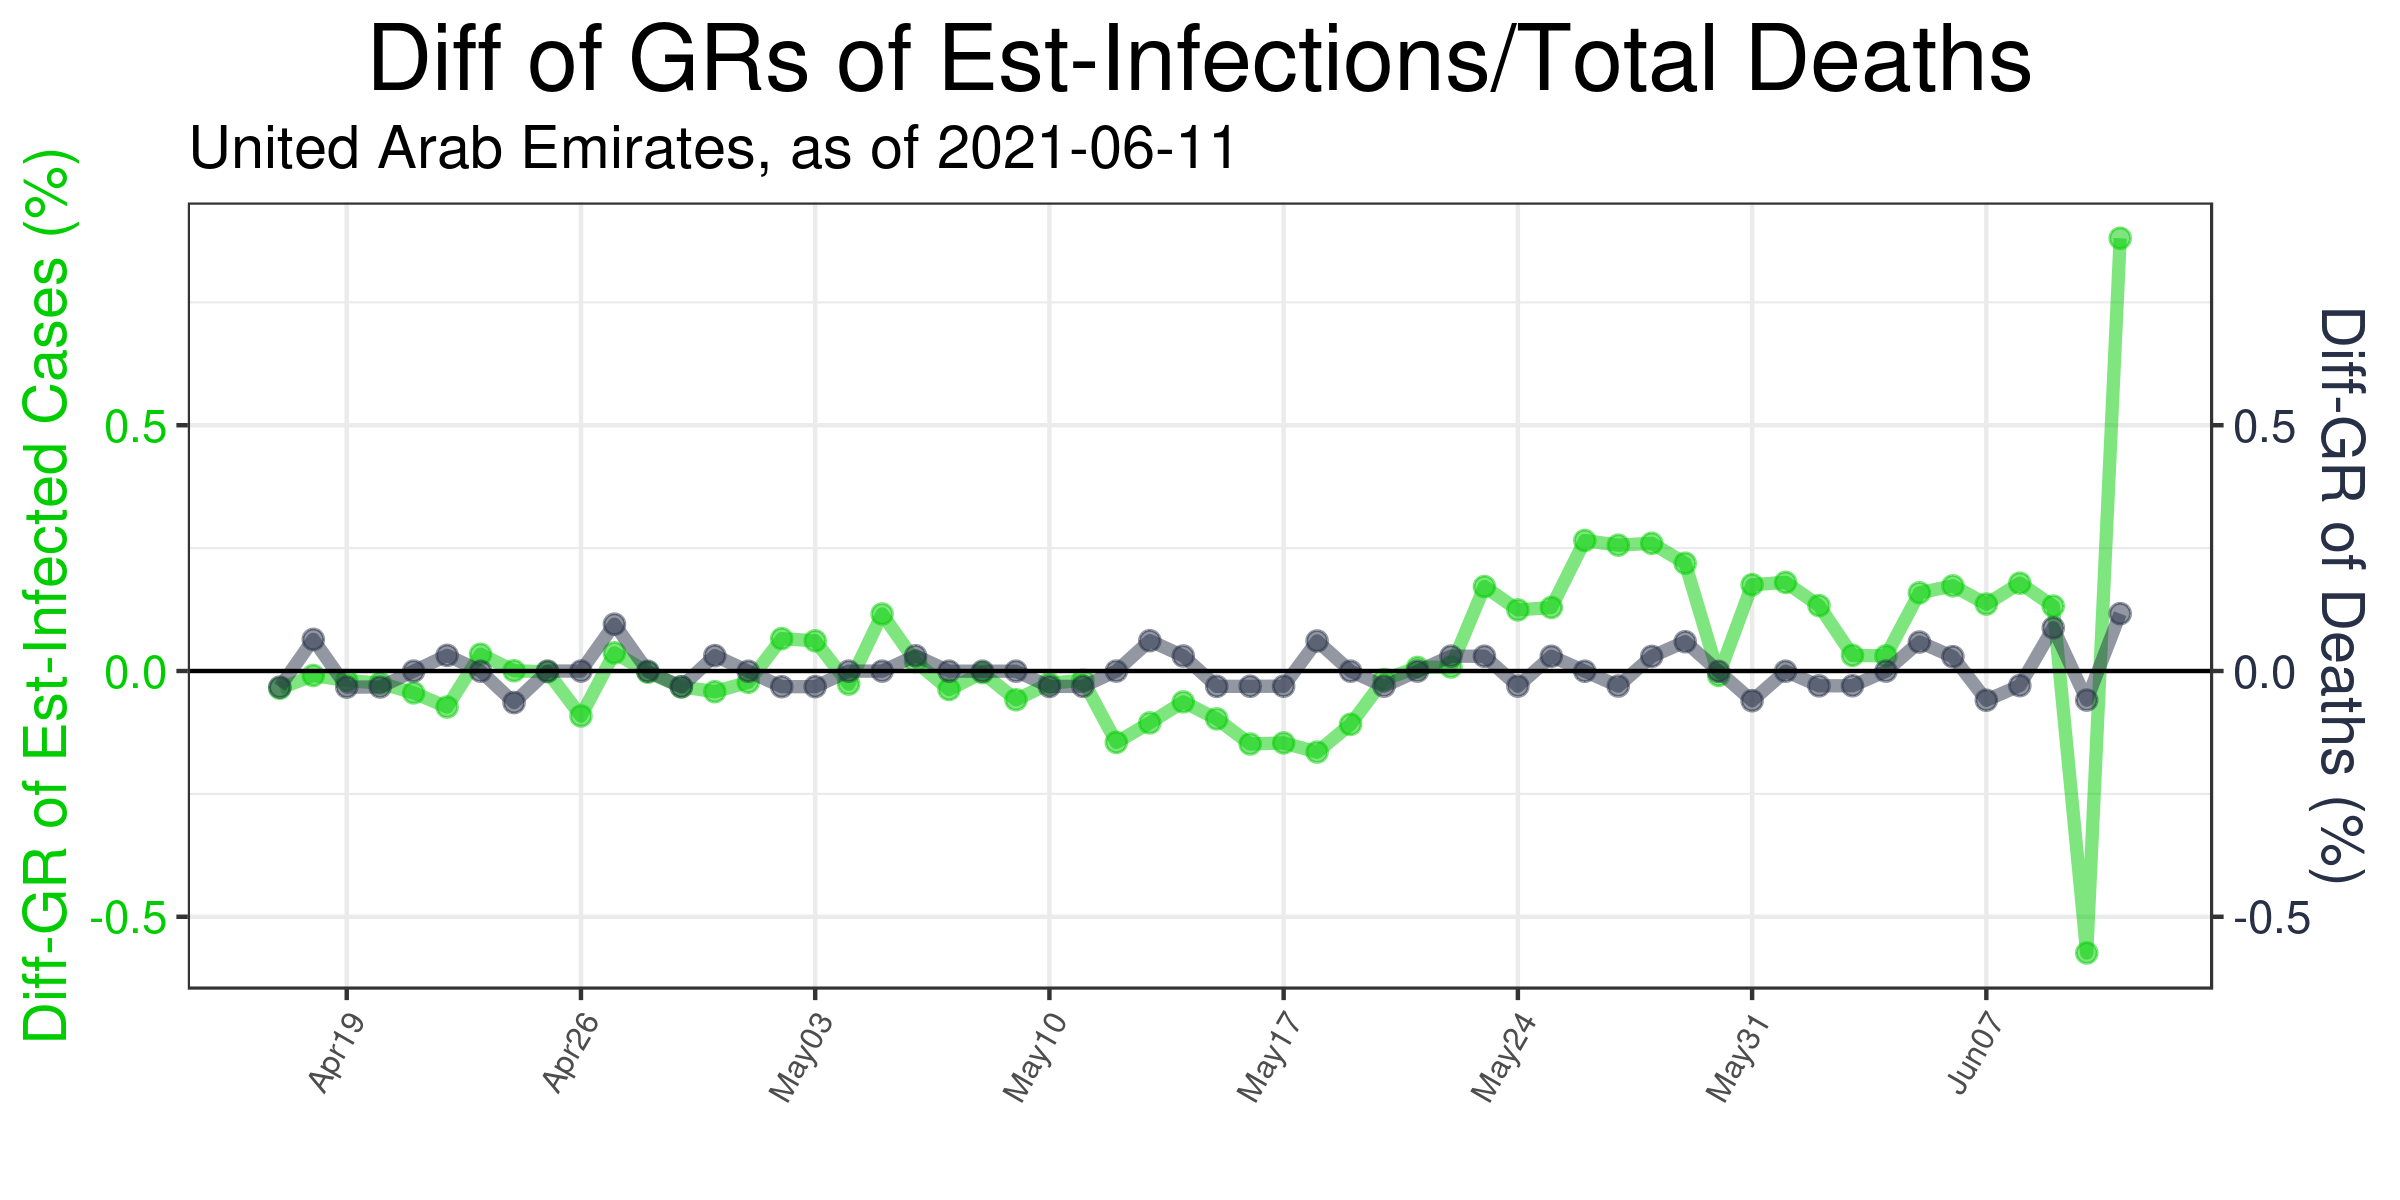 Diff of GRs of Est-Infections/Total Deaths
United Arab Emirates, as of 2021-06-11
Diff-GR of Est-Infected Cases (%)
0.5
0.0
-0.5
0.5
0.0
-0.5
Diff-GR of Deaths (%)
Apr19
Apr26
May03
May10
May17
May24
May31
Jun07